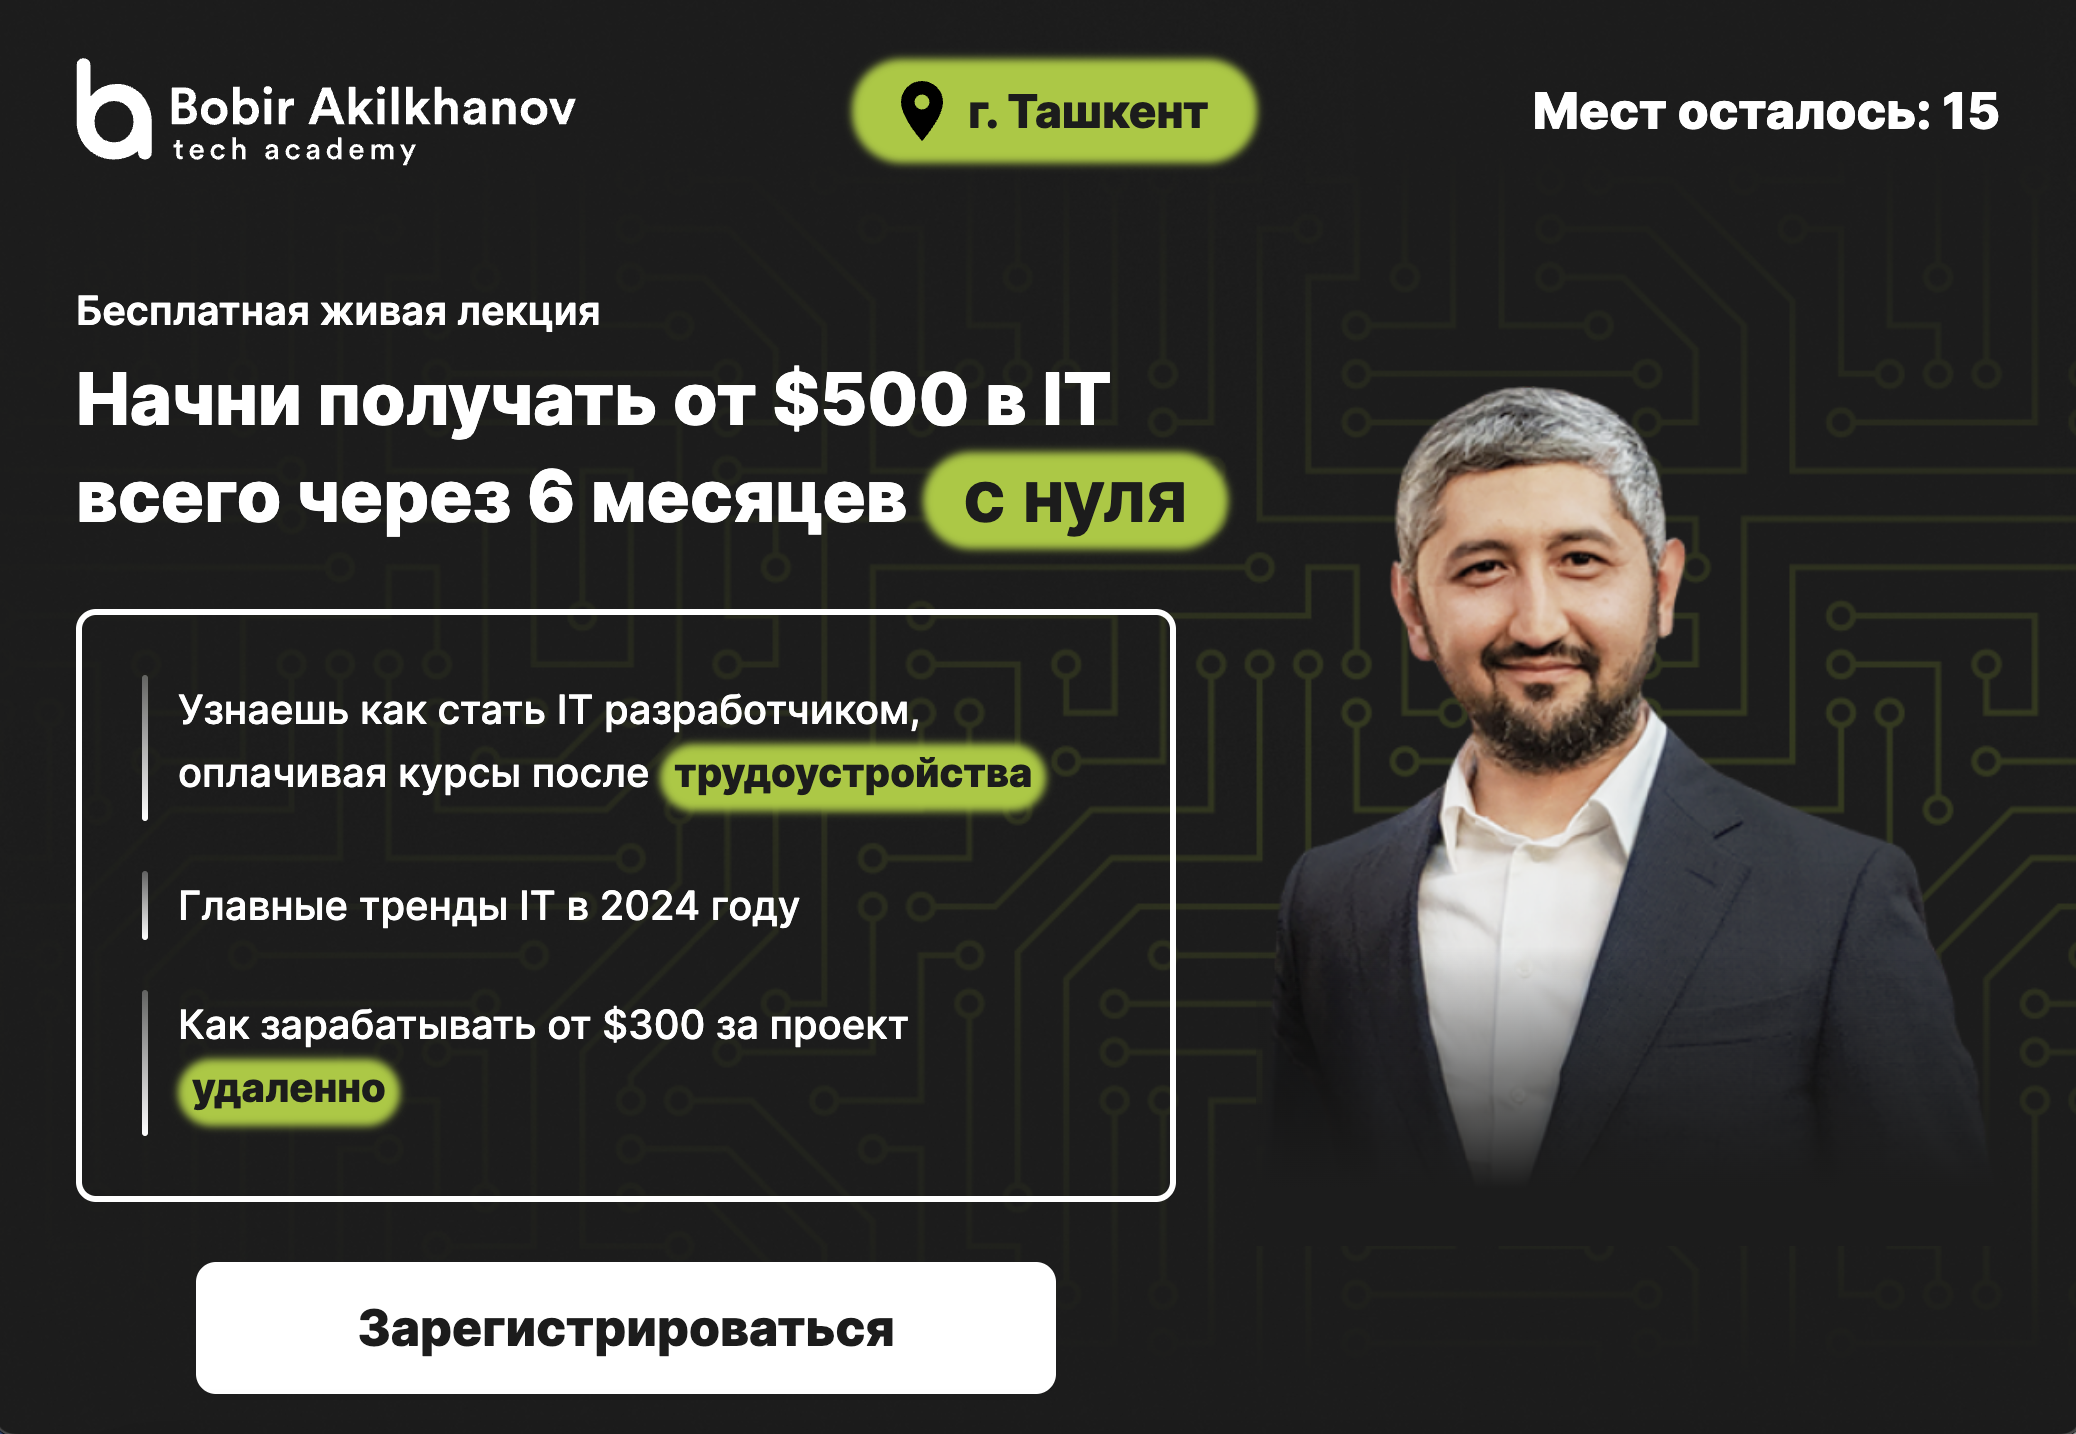 Bobir Akilkhanov
tech academy
г. Ташкент
Мест осталось: 15
Бесплатная живая лекция
Начни получать от $500 в IT
всего через 6 месяцев с нуля
Узнаешь как стать IT разработчиком,
оплачивая курсы после трудоустройства
Главные тренды IT в 2024 году
Как зарабатывать от $300 за проект
удаленно
Зарегистрироваться